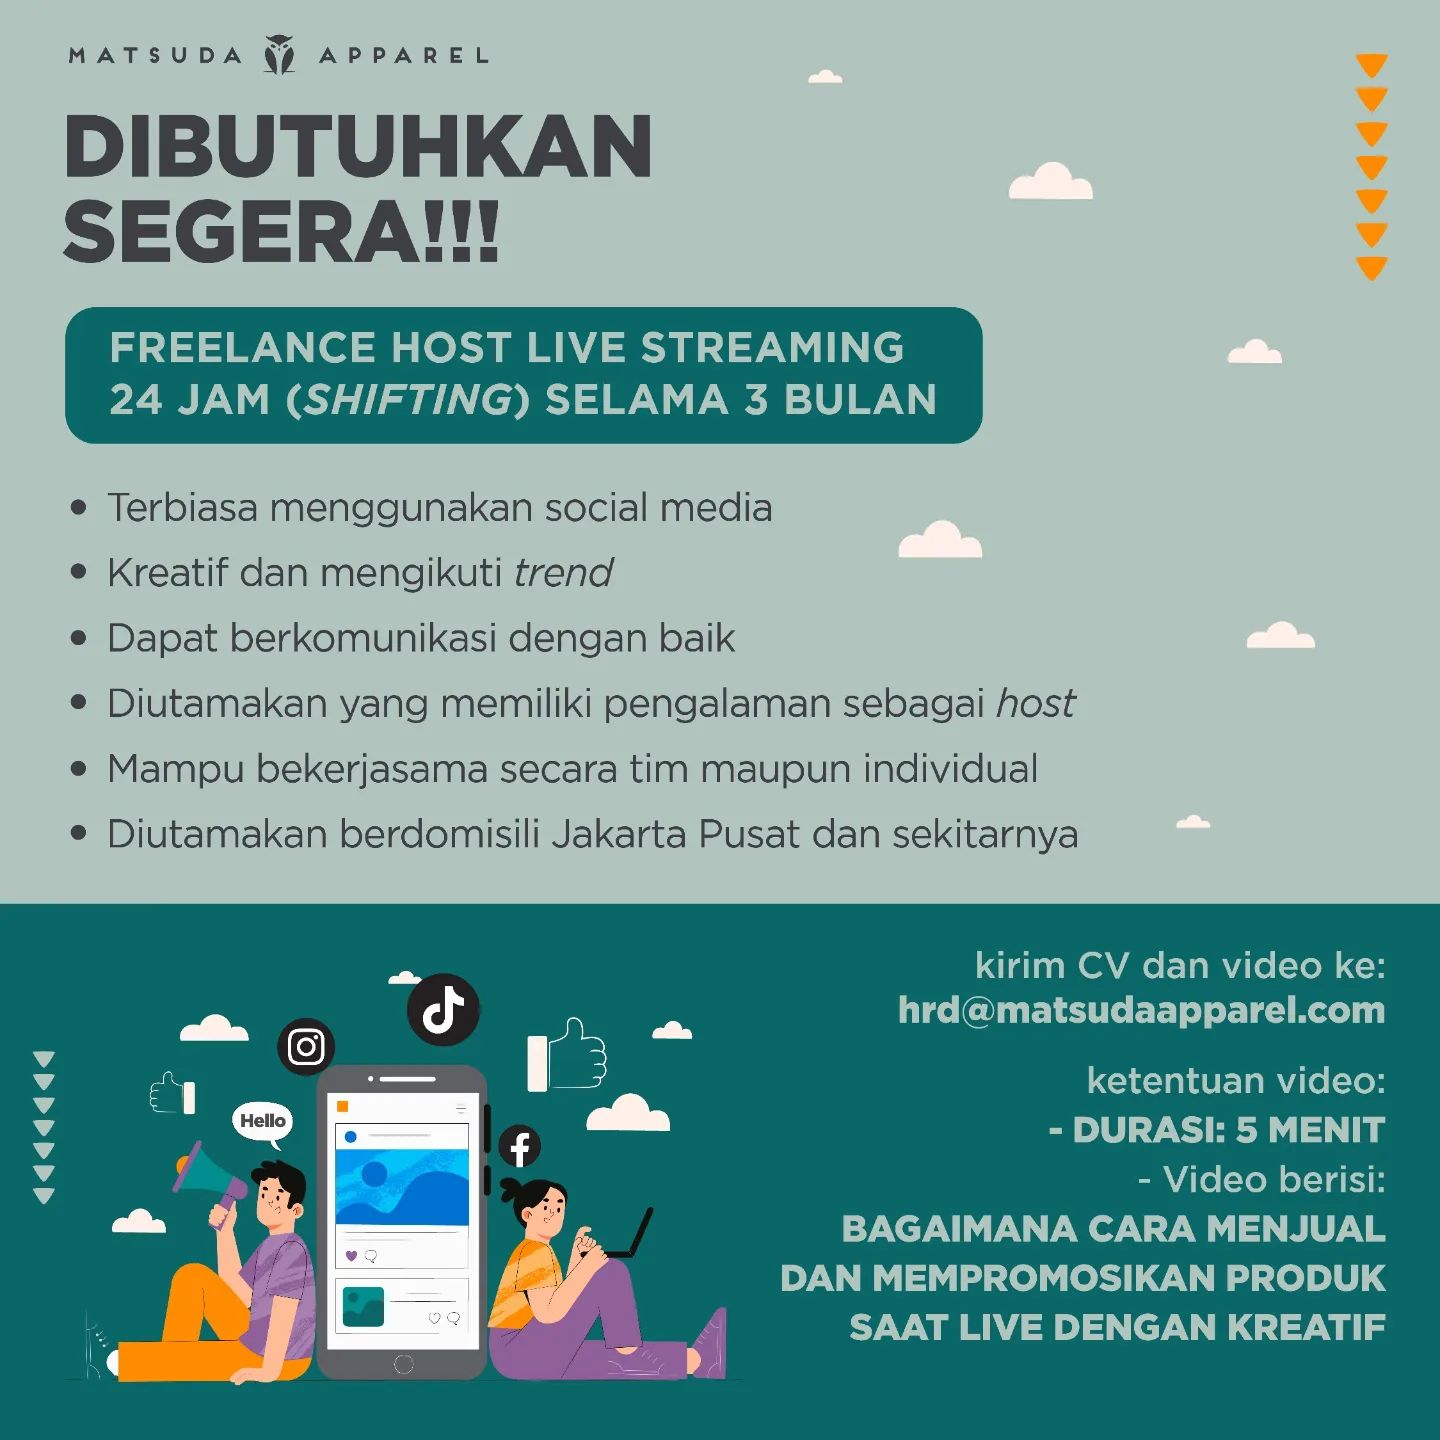 MATSUDA APPAREL
DIBUTUHKAN
SEGERA!!!
FREELANCE HOST LIVE STREAMING
24 JAM (SHIFTING) SELAMA 3 BULAN
• Terbiasa menggunakan social media
• Kreatif dan mengikuti trend
• Dapat berkomunikasi dengan baik
• Diutamakan yang memiliki pengalaman sebagai host
• Mampu bekerjasama secara tim maupun individual
• Diutamakan berdomisili Jakarta Pusat dan sekitarnya
Hello
kirim CV dan video ke:
hrd@matsudaapparel.com
ketentuan video:
- DURASI: 5 MENIT
- Video berisi:
BAGAIMANA CARA MENJUAL
DAN MEMPROMOSIKAN PRODUK
SAAT LIVE DENGAN KREATIF